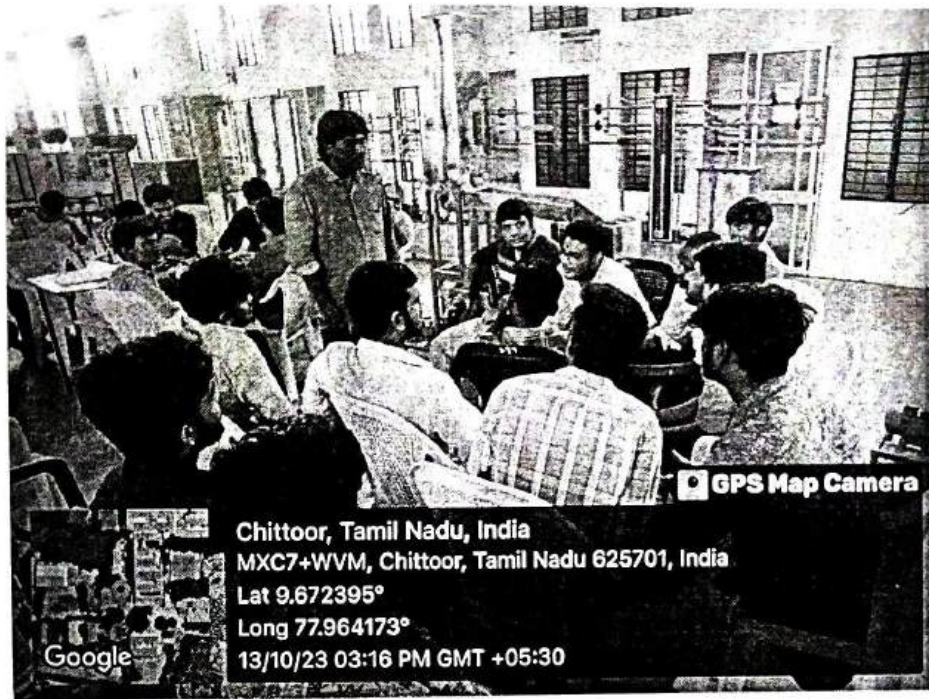 GPS Map Camera
Chittoor, Tamil Nadu, India
MXC7+WVM, Chittoor, Tamil Nadu 625701, India
Lat 9.672395°
Long 77.964173°
13/10/23 03:16 PM GMT +05:30
Google